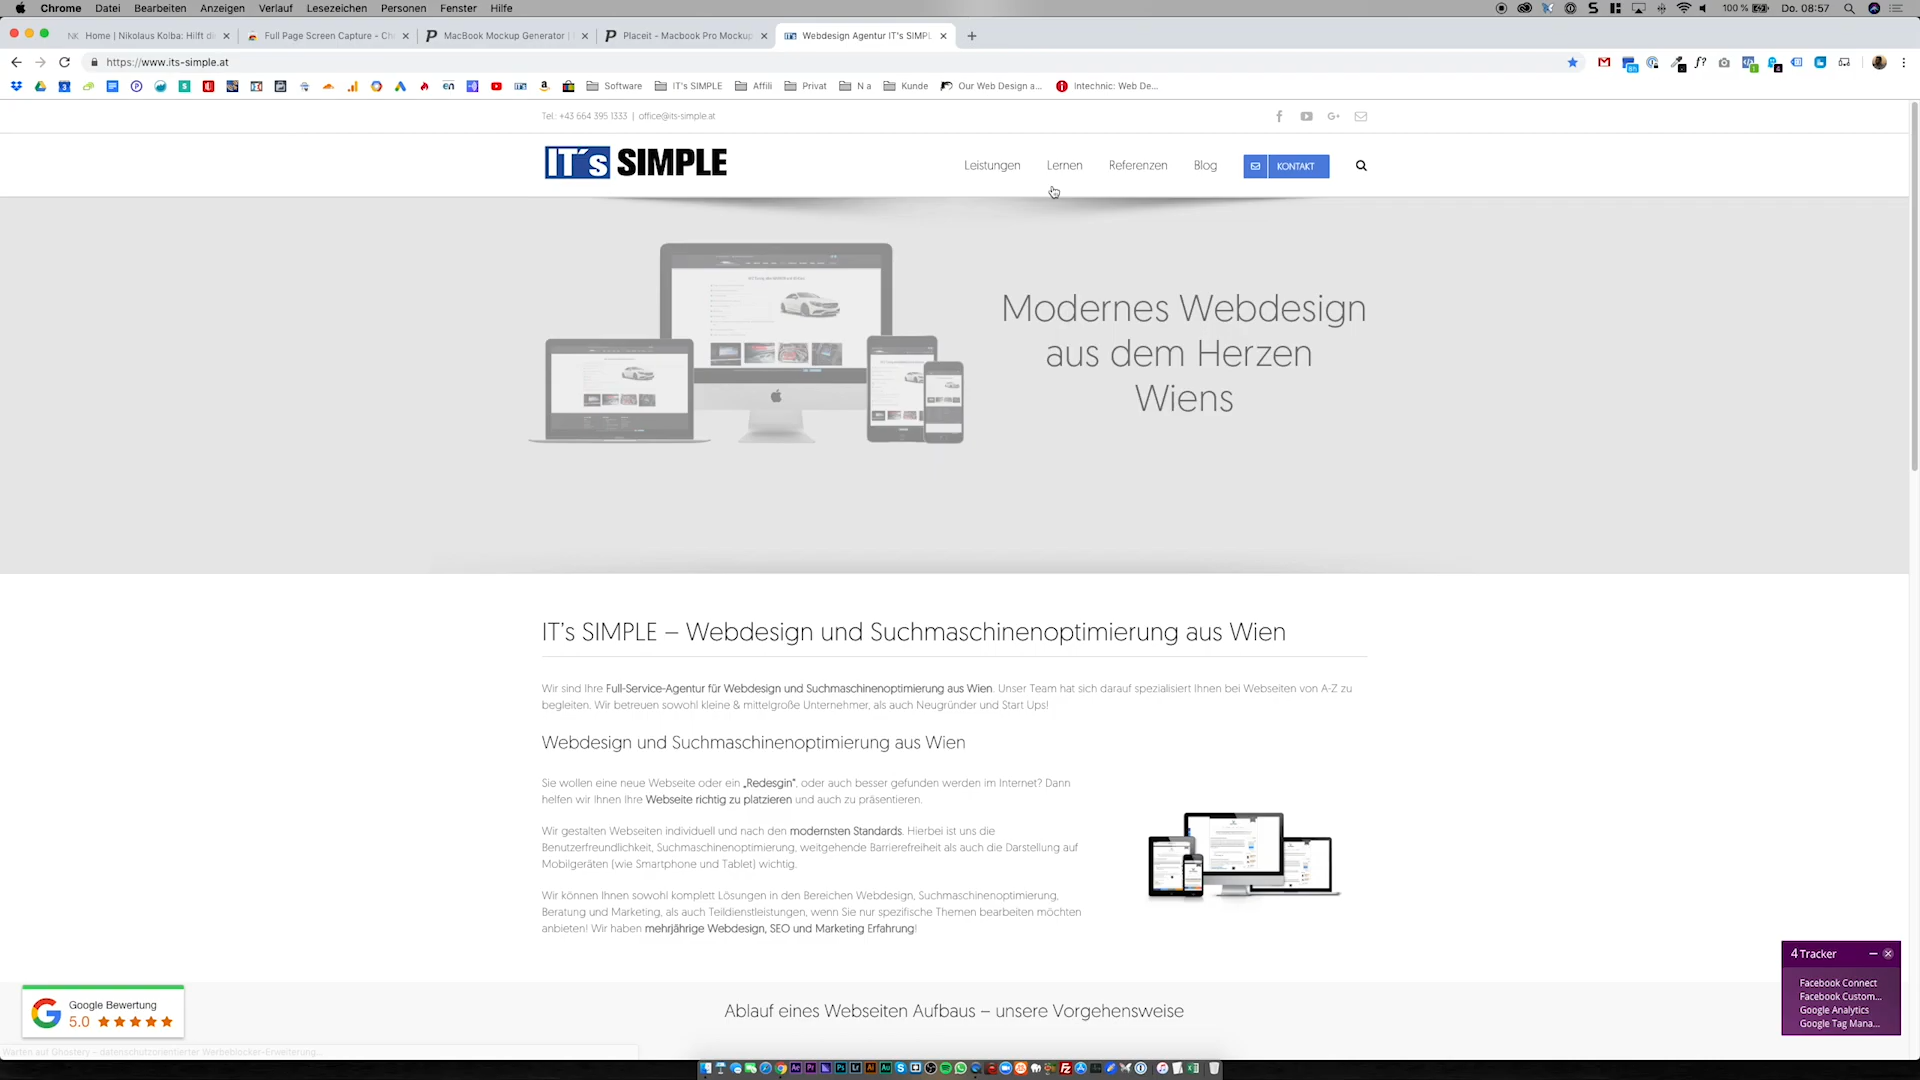 Chrome Datei Bearbeiten Anzeigen Verlauf Lesezeichen Personen Fenster Hilfe
100 % Do. 08:57
NK Home | Nikolaus Kolba: Hilft d
Full Page Screen Capture - Ch
MacBook Mockup Generator |
Placeit - Macbook Pro Mockup
Webdesign Agentur IT's SIMPL
https://www.its-simple.at
Software
IT's SIMPLE
Affili
Privat
N a
Kunde
Our Web Design a...
Intechnic: Web De...
Tel.: +43 664 395 1333 | office@its-simple.at
IT´s SIMPLE
Leistungen Lernen Referenzen Blog KONTAKT
Modernes Webdesign
aus dem Herzen
Wiens
IT’s SIMPLE – Webdesign und Suchmaschinenoptimierung aus Wien
Wir sind Ihre Full-Service-Agentur für Webdesign und Suchmaschinenoptimierung aus Wien. Unser Team hat sich darauf spezialisiert Ihnen bei Webseiten von A-Z zu
begleiten. Wir betreuen sowohl kleine & mittelgroße Unternehmer, als auch Neugründer und Start Ups!
Webdesign und Suchmaschinenoptimierung aus Wien
Sie wollen eine neue Webseite oder ein „Redesgin“, oder auch besser gefunden werden im Internet? Dann
helfen wir Ihnen Ihre Webseite richtig zu platzieren und auch zu präsentieren.
Wir gestalten Webseiten individuell und nach den modernsten Standards. Hierbei ist uns die
Benutzerfreundlichkeit, Suchmaschinenoptimierung, weitgehende Barrierefreiheit als auch die Darstellung auf
Mobilgeräten (wie Smartphone und Tablet) wichtig.
Wir können Ihnen sowohl komplett Lösungen in den Bereichen Webdesign, Suchmaschinenoptimierung,
Beratung und Marketing, als auch Teildienstleistungen, wenn Sie nur spezifische Themen bearbeiten möchten
anbieten! Wir haben mehrjährige Webdesign, SEO und Marketing Erfahrung!
4 Tracker
Facebook Connect
Facebook Custom...
Google Analytics
Google Tag Mana...
Google Bewertung
5.0
Ablauf eines Webseiten Aufbaus – unsere Vorgehensweise
Warten auf Ghostery – datenschutzorientierter Werbeblocker-Erweiterung...